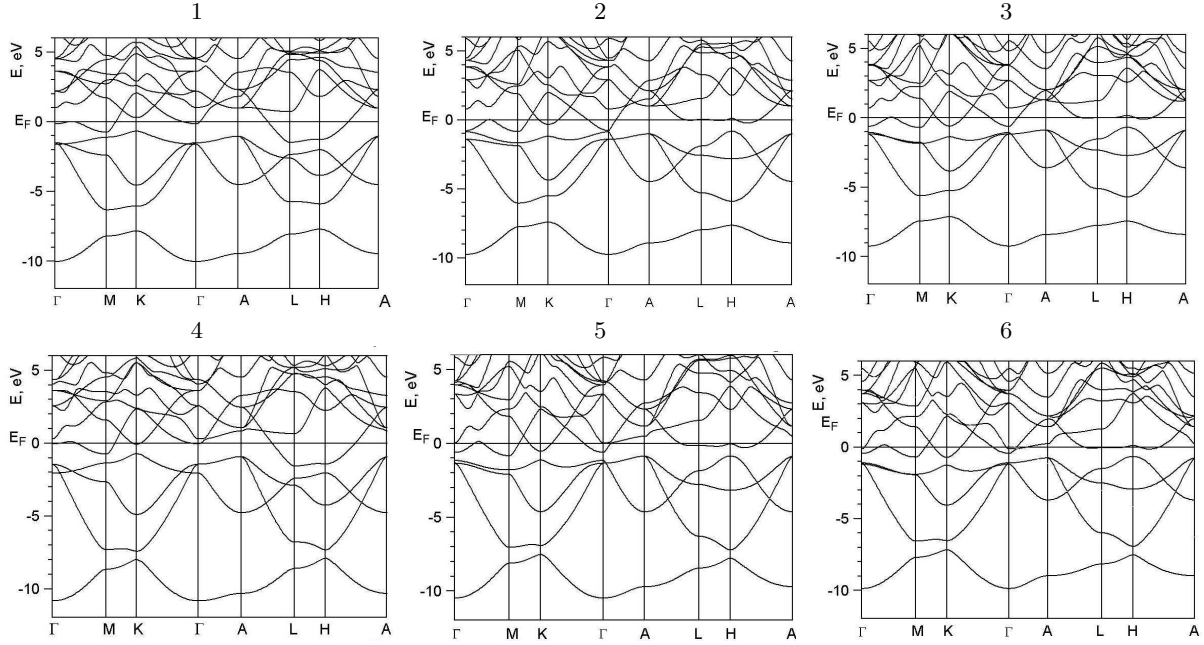 1 2 3
E, eV
5
E_F 0
-5
-10
Γ M K Γ A L H A
E, eV
5
E_F 0
-5
-10
Γ M K Γ A L H A
E, eV
5
E_F 0
-5
-10
Γ M K Γ A L H A
4 5 6
E, eV
5
E_F 0
-5
-10
Γ M K Γ A L H A
E, eV
5
E_F 0
-5
-10
Γ M K Γ A L H A
E, eV
5
E_F 0
-5
-10
Γ M K Γ A L H A